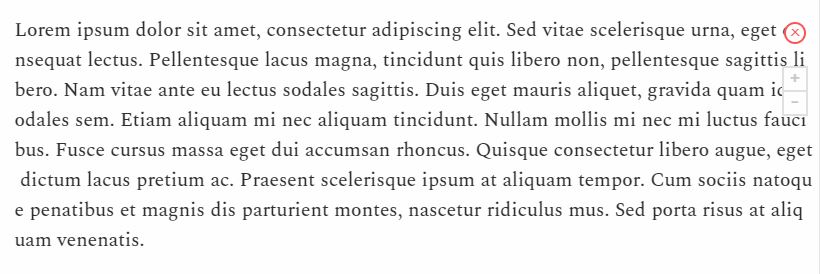 Lorem ipsum dolor sit amet, consectetur adipiscing elit. Sed vitae scelerisque urna, eget
nsequat lectus. Pellentesque lacus magna, tincidunt quis libero non, pellentesque sagittis li
bero. Nam vitae ante eu lectus sodales sagittis. Duis eget mauris aliquet, gravida quam
odales sem. Etiam aliquam mi nec aliquam tincidunt. Nullam mollis mi nec mi luctus fauci
bus. Fusce cursus massa eget dui accumsan rhoncus. Quisque consectetur libero augue, eget
dictum lacus pretium ac. Praesent scelerisque ipsum at aliquam tempor. Cum sociis natoqu
e penatibus et magnis dis parturient montes, nascetur ridiculus mus. Sed porta risus at aliq
uam venenatis.